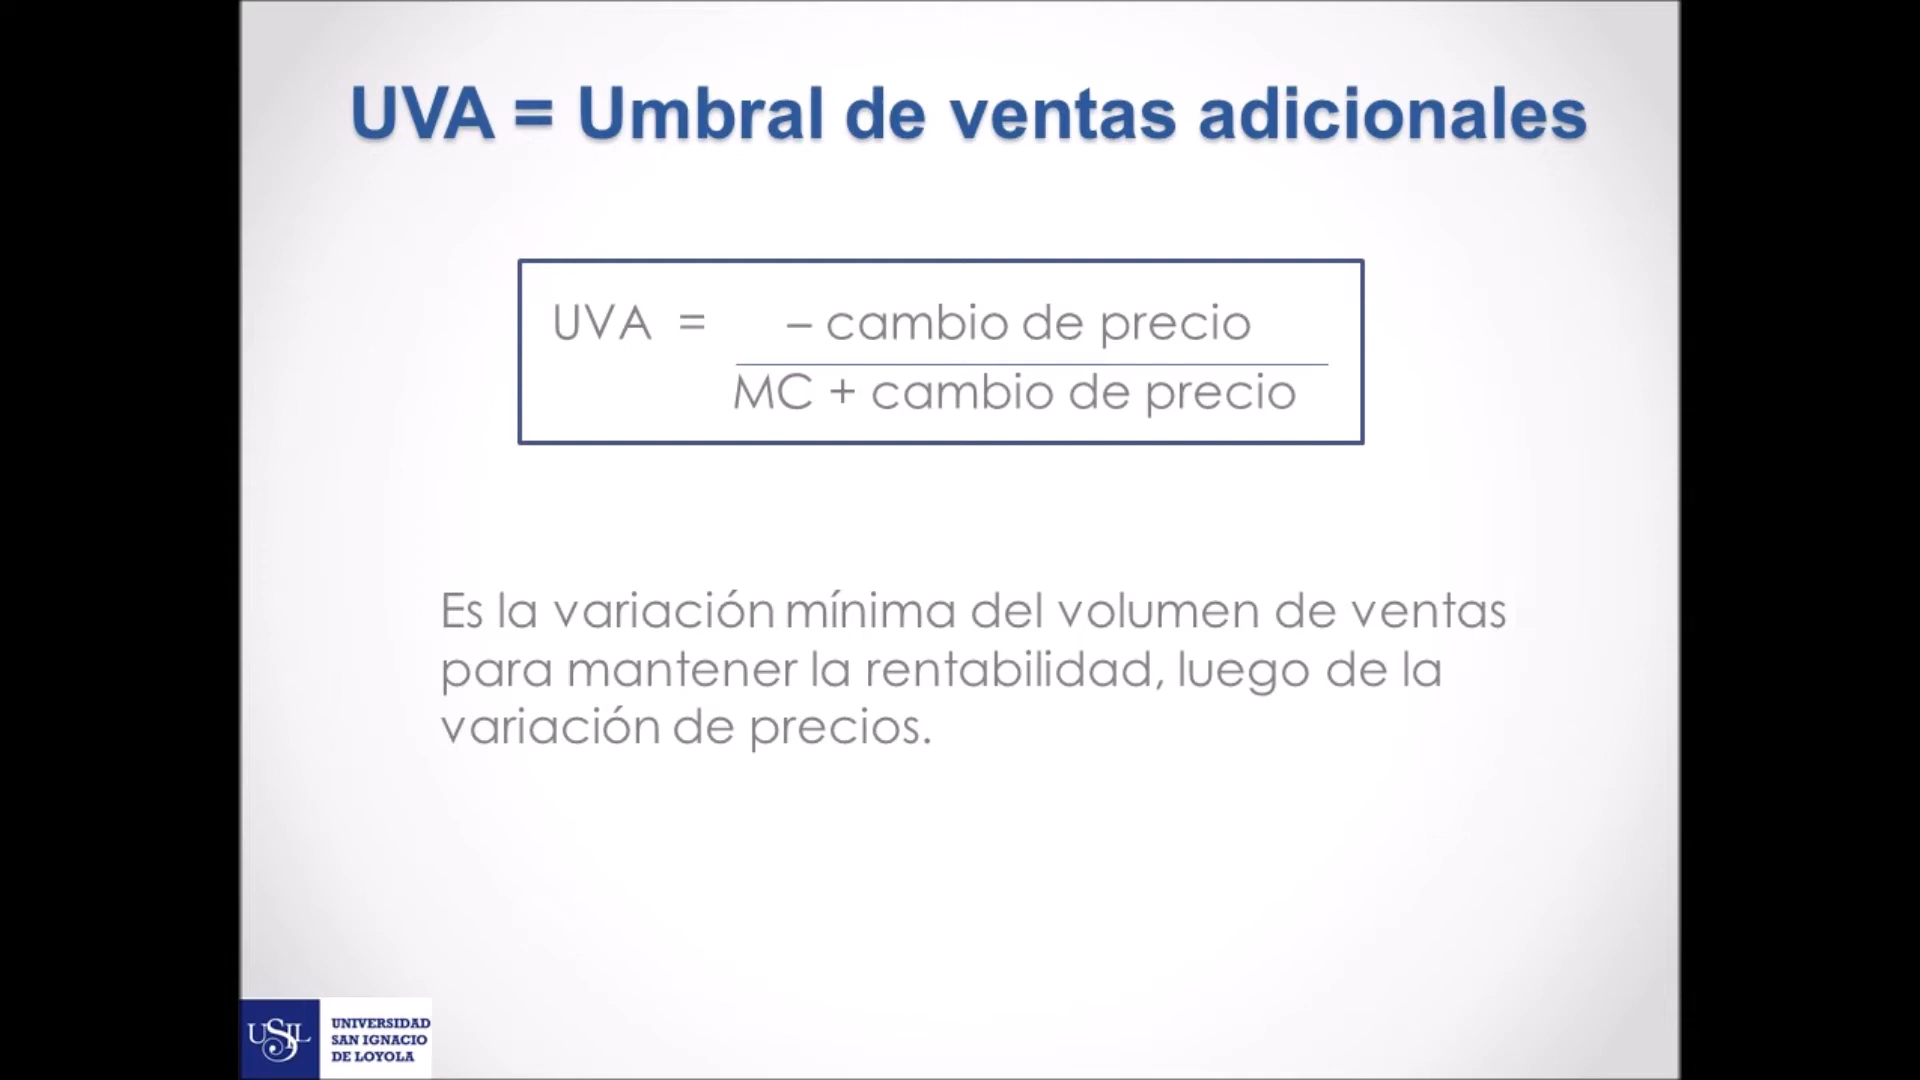 UVA = Umbral de ventas adicionales
UVA = – cambio de precio
MC + cambio de precio
Es la variación mínima del volumen de ventas
para mantener la rentabilidad, luego de la
variación de precios.
USIL
UNIVERSIDAD
SAN IGNACIO
DE LOYOLA